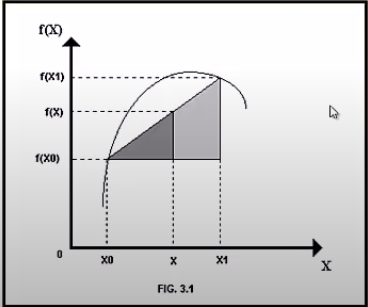 f(X)
f(X1)
f(X)
f(X0)
0
X0 X X1
X
FIG. 3.1